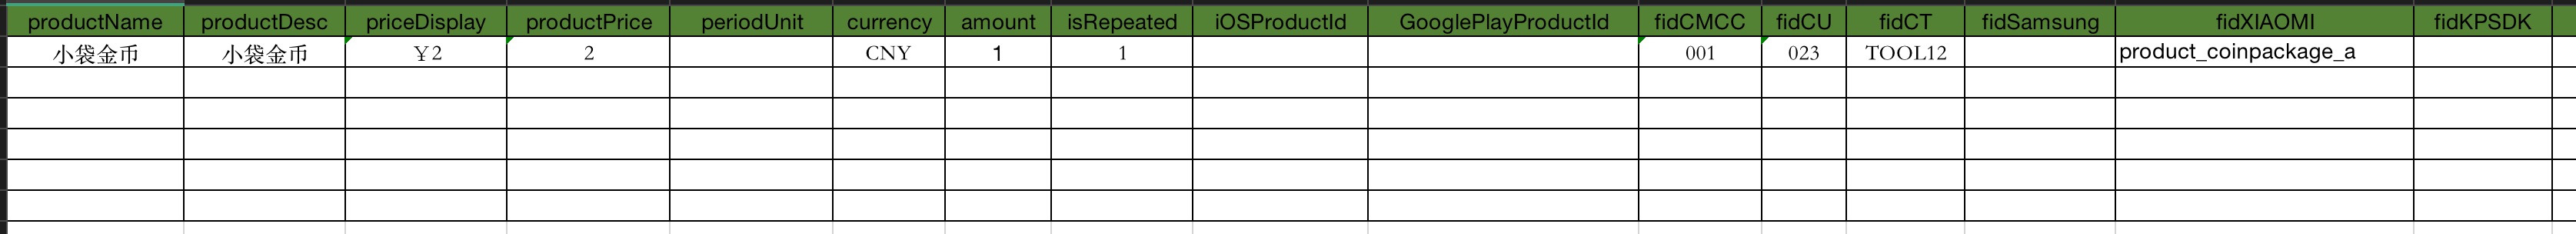 productName productDesc priceDisplay productPrice periodUnit currency amount isRepeated iOSProductId GooglePlayProductId fidCMCC fidCU fidCT fidSamsung fidXIAOMI fidKPSDK
小袋金币 小袋金币 ¥2 2 CNY 1 1 001 023 TOOL12 product_coinpackage_a